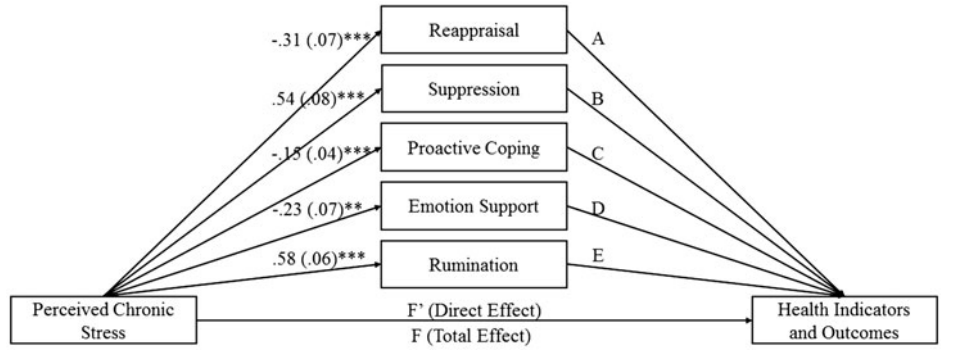 Reappraisal
-.31 (.07)***
A
Suppression
.54 (.08)***
B
Proactive Coping
-.15 (.04)***
C
Emotion Support
-.23 (.07)**
D
Rumination
.58 (.06)***
E
Perceived Chronic
Stress
F’ (Direct Effect)
F (Total Effect)
Health Indicators
and Outcomes